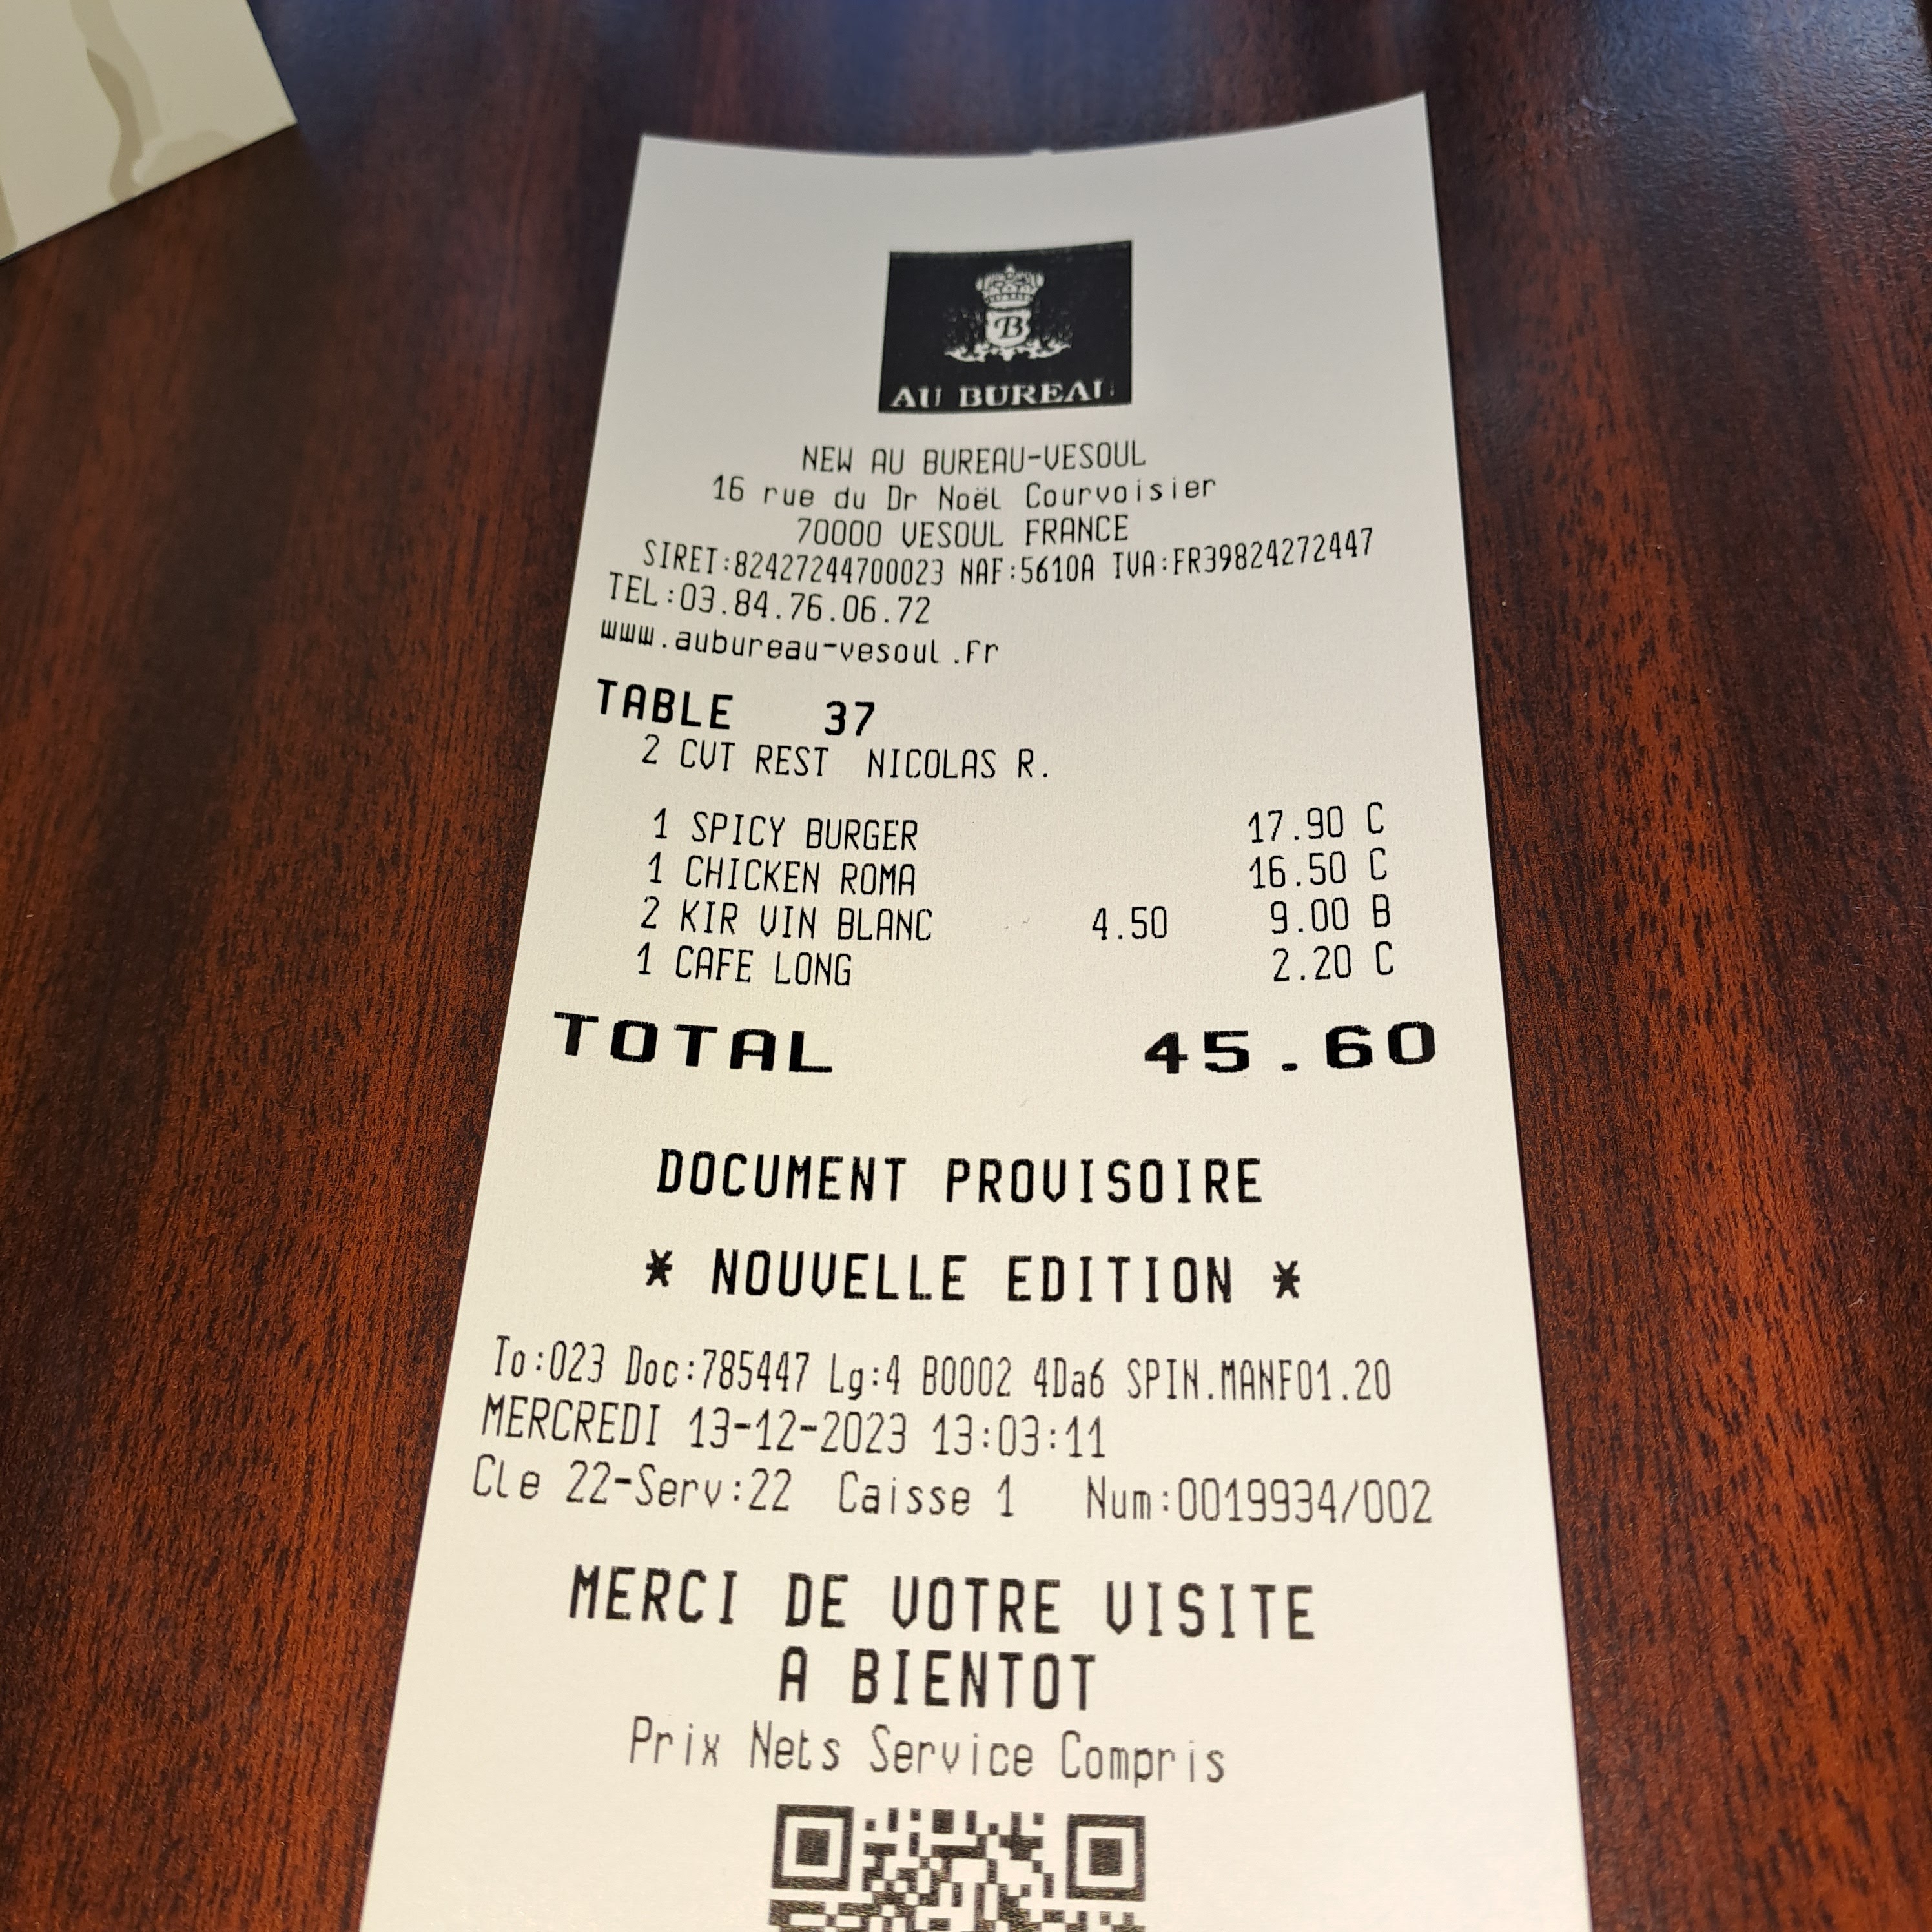 B
AU BUREAU
NEW AU BUREAU-VESOUL
16 rue du Dr Noël Courvoisier
70000 VESOUL FRANCE
SIRET:82427244700023 NAF:5610A TVA:FR39824272447
TEL:03.84.76.06.72
www.aubureau-vesoul.fr
TABLE 37
2 CVT REST NICOLAS R.
1 SPICY BURGER 17.90 C
1 CHICKEN ROMA 16.50 C
2 KIR VIN BLANC 4.50 9.00 B
1 CAFE LONG 2.20 C
TOTAL 45.60
DOCUMENT PROVISOIRE
* NOUVELLE EDITION *
To:023 Doc:785447 Lg:4 B0002 4Da6 SPIN.MANF01.20
MERCREDI 13-12-2023 13:03:11
Cle 22-Serv:22 Caisse 1 Num:0019934/002
MERCI DE VOTRE VISITE
A BIENTOT
Prix Nets Service Compris